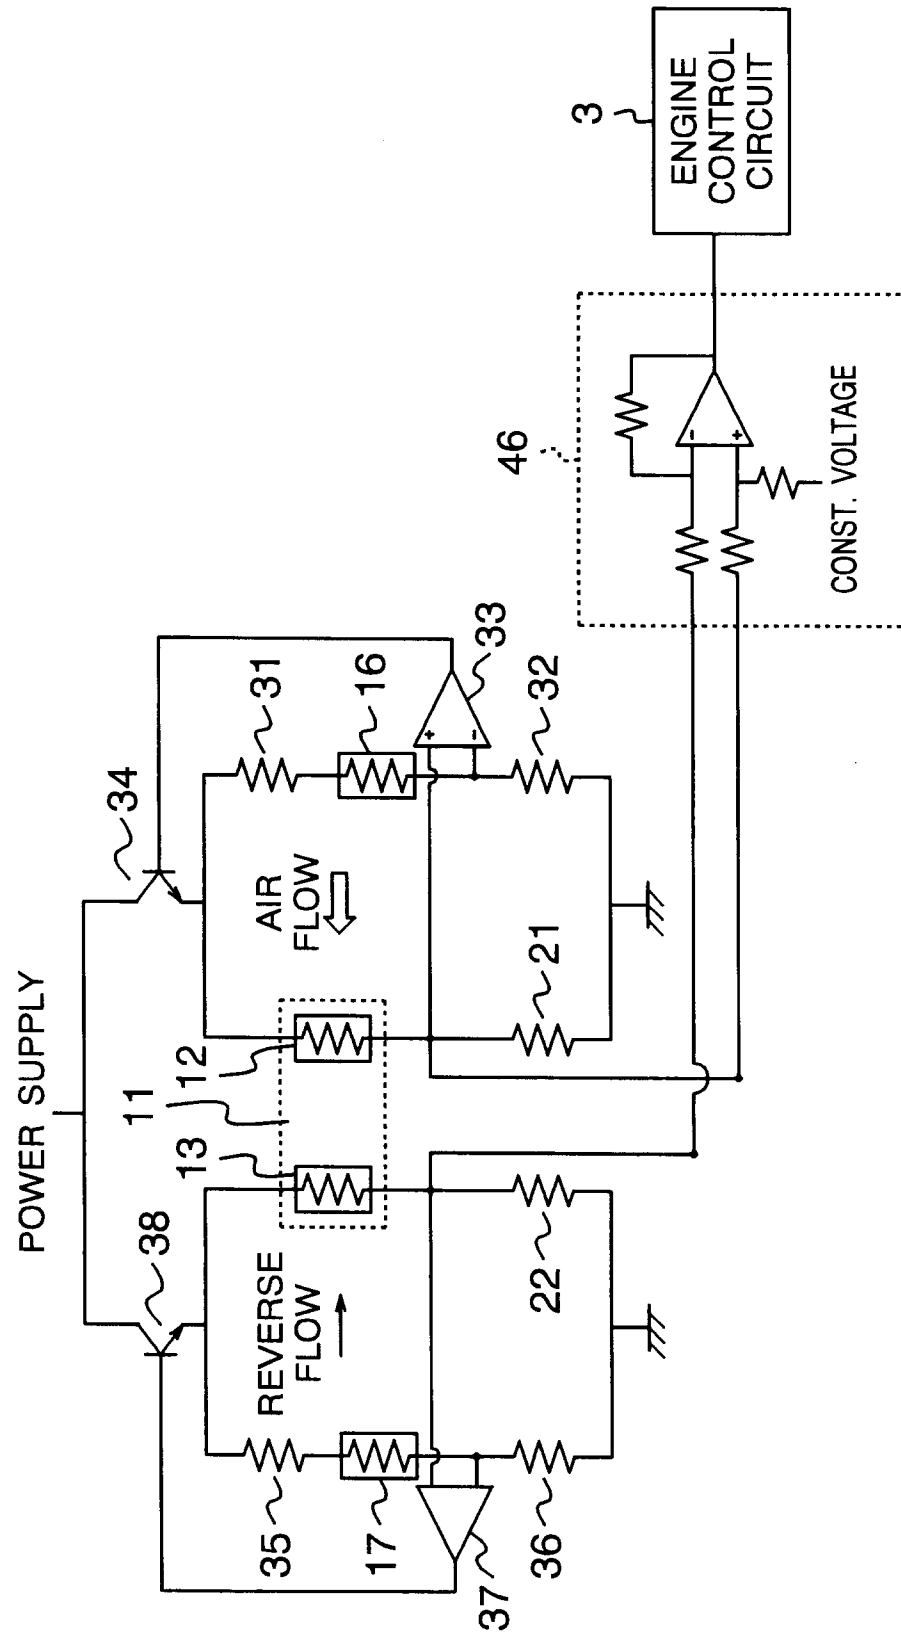 POWER SUPPLY
38
34
REVERSE
FLOW
13
11
12
AIR
FLOW
31
16
35
17
+
-
33
37
36
22
21
32
46
-
+
CONST. VOLTAGE
3
ENGINE
CONTROL
CIRCUIT